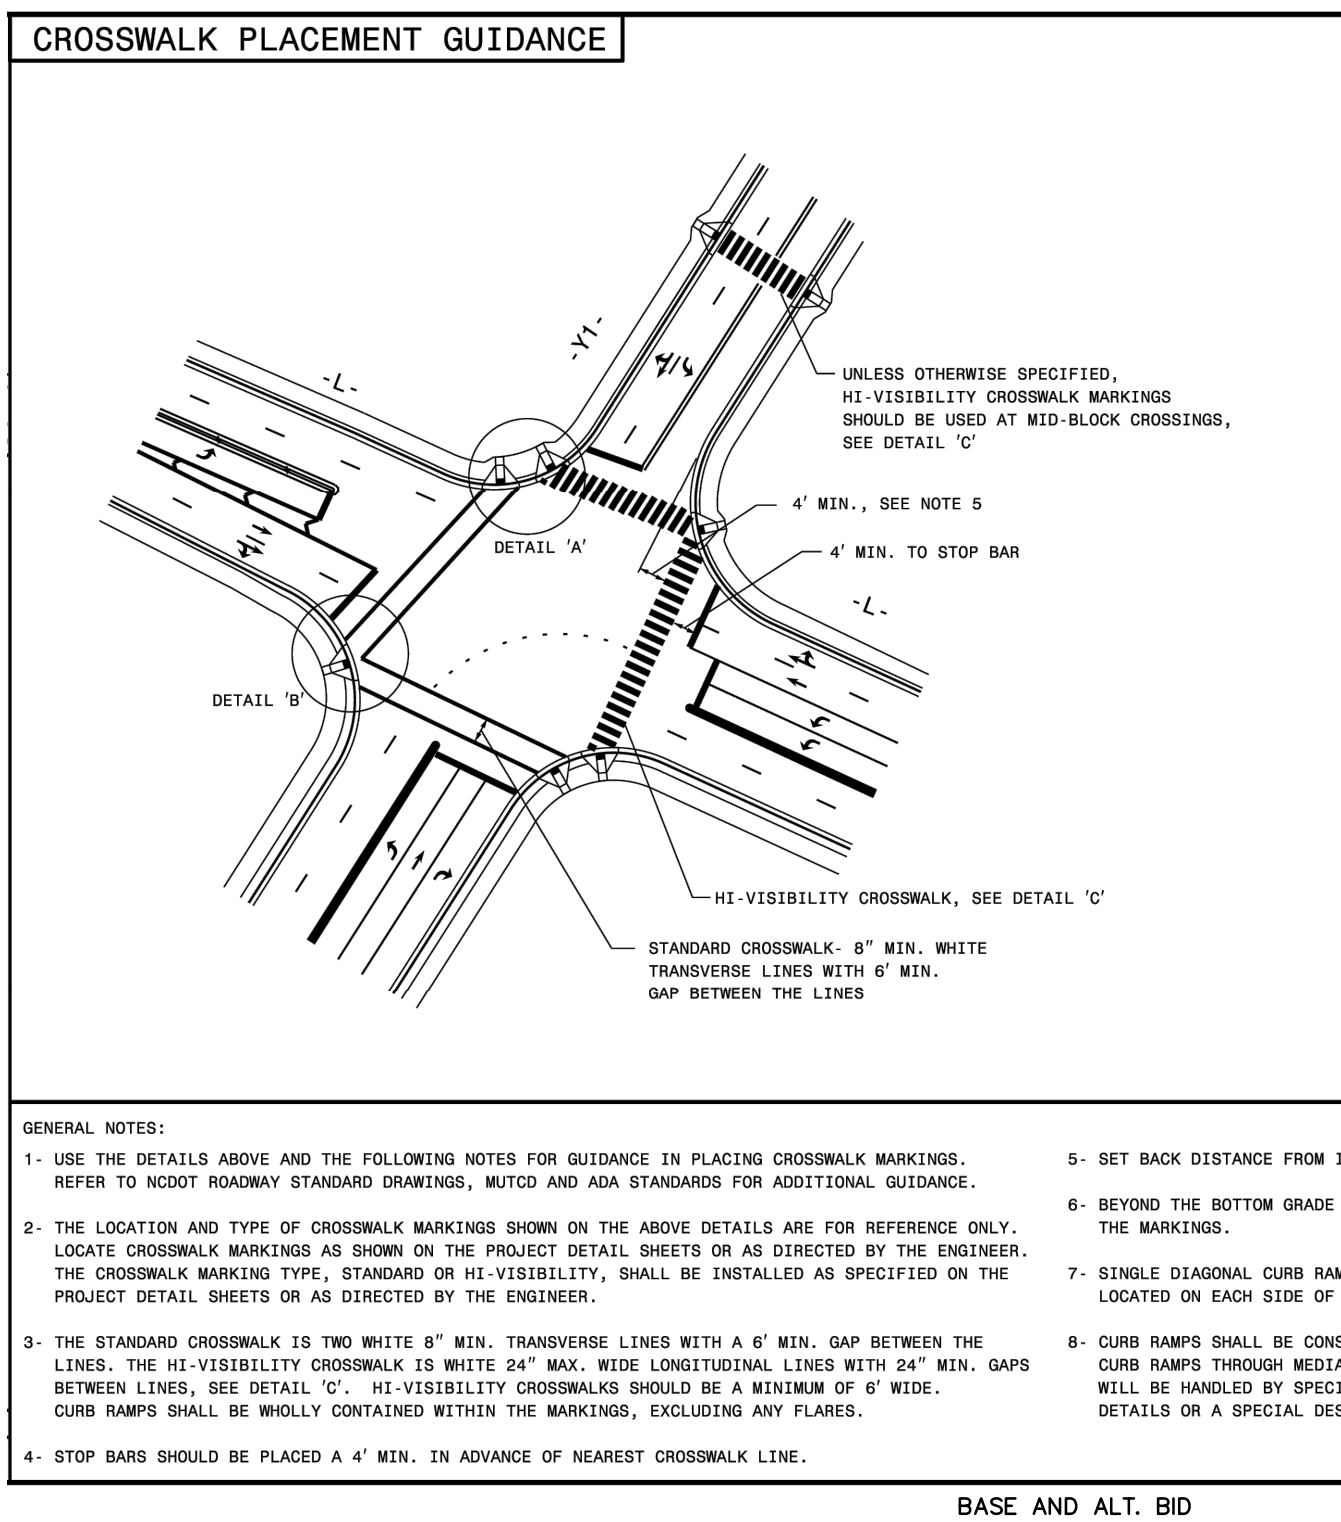 CROSSWALK PLACEMENT GUIDANCE
-Y1-
-L-
UNLESS OTHERWISE SPECIFIED,
HI-VISIBILITY CROSSWALK MARKINGS
SHOULD BE USED AT MID-BLOCK CROSSINGS,
SEE DETAIL 'C'
4' MIN., SEE NOTE 5
DETAIL 'A'
4' MIN. TO STOP BAR
-L-
DETAIL 'B'
HI-VISIBILITY CROSSWALK, SEE DETAIL 'C'
STANDARD CROSSWALK- 8" MIN. WHITE
TRANSVERSE LINES WITH 6' MIN.
GAP BETWEEN THE LINES
GENERAL NOTES:
1- USE THE DETAILS ABOVE AND THE FOLLOWING NOTES FOR GUIDANCE IN PLACING CROSSWALK MARKINGS.
REFER TO NCDOT ROADWAY STANDARD DRAWINGS, MUTCD AND ADA STANDARDS FOR ADDITIONAL GUIDANCE.
2- THE LOCATION AND TYPE OF CROSSWALK MARKINGS SHOWN ON THE ABOVE DETAILS ARE FOR REFERENCE ONLY.
LOCATE CROSSWALK MARKINGS AS SHOWN ON THE PROJECT DETAIL SHEETS OR AS DIRECTED BY THE ENGINEER.
THE CROSSWALK MARKING TYPE, STANDARD OR HI-VISIBILITY, SHALL BE INSTALLED AS SPECIFIED ON THE
PROJECT DETAIL SHEETS OR AS DIRECTED BY THE ENGINEER.
3- THE STANDARD CROSSWALK IS TWO WHITE 8" MIN. TRANSVERSE LINES WITH A 6' MIN. GAP BETWEEN THE
LINES. THE HI-VISIBILITY CROSSWALK IS WHITE 24" MAX. WIDE LONGITUDINAL LINES WITH 24" MIN. GAPS
BETWEEN LINES, SEE DETAIL 'C'. HI-VISIBILITY CROSSWALKS SHOULD BE A MINIMUM OF 6' WIDE.
CURB RAMPS SHALL BE WHOLLY CONTAINED WITHIN THE MARKINGS, EXCLUDING ANY FLARES.
4- STOP BARS SHOULD BE PLACED A 4' MIN. IN ADVANCE OF NEAREST CROSSWALK LINE.
5- SET BACK DISTANCE FROM
6- BEYOND THE BOTTOM GRADE
THE MARKINGS.
7- SINGLE DIAGONAL CURB
LOCATED ON EACH SIDE OF
8- CURB RAMPS SHALL BE
CURB RAMPS THROUGH
WILL BE HANDLED BY
DETAILS OR A SPECIAL
BASE AND ALT. BID